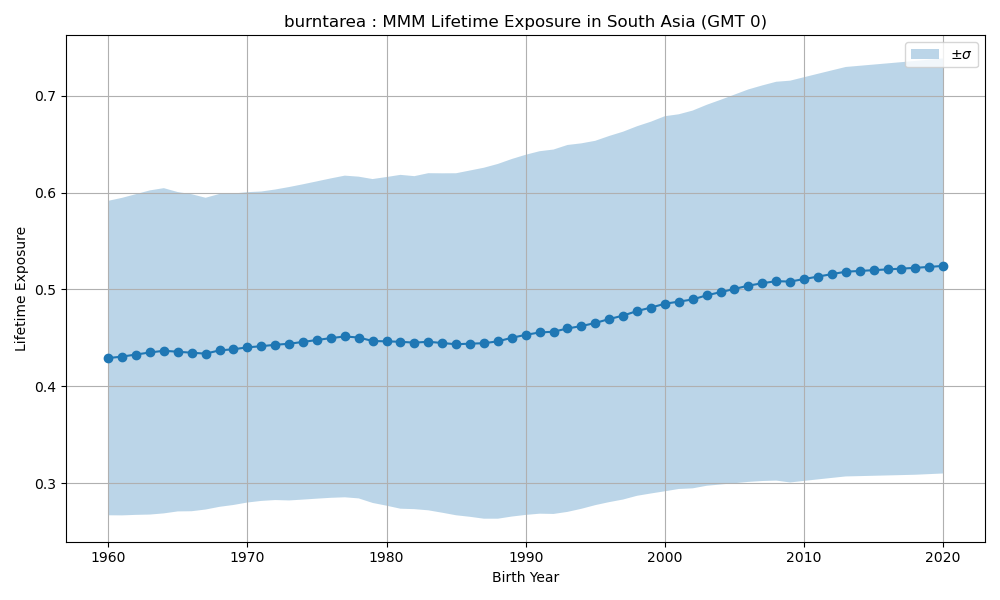 burntarea : MMM Lifetime Exposure in South Asia (GMT 0)
±σ
Lifetime Exposure
0.7
0.6
0.5
0.4
0.3
1960 1970 1980 1990 2000 2010 2020
Birth Year